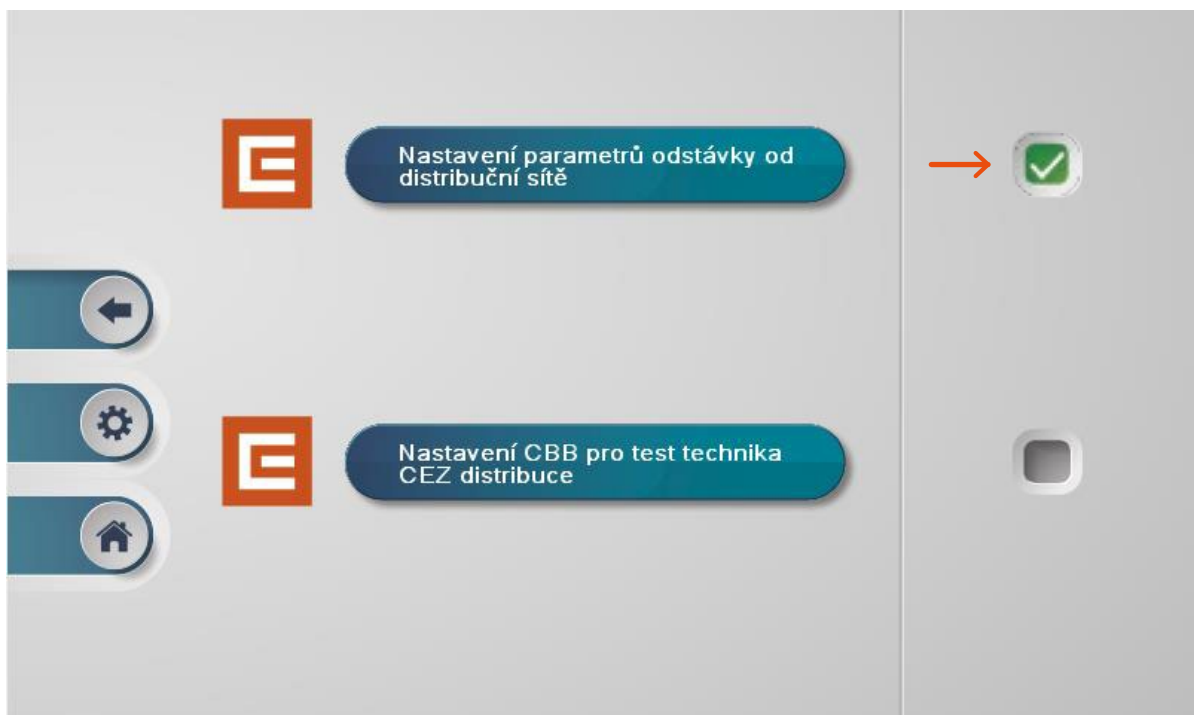 Nastavení parametrů odstávky od
distribuční sítě
Nastavení CBB pro test technika
CEZ distribuce